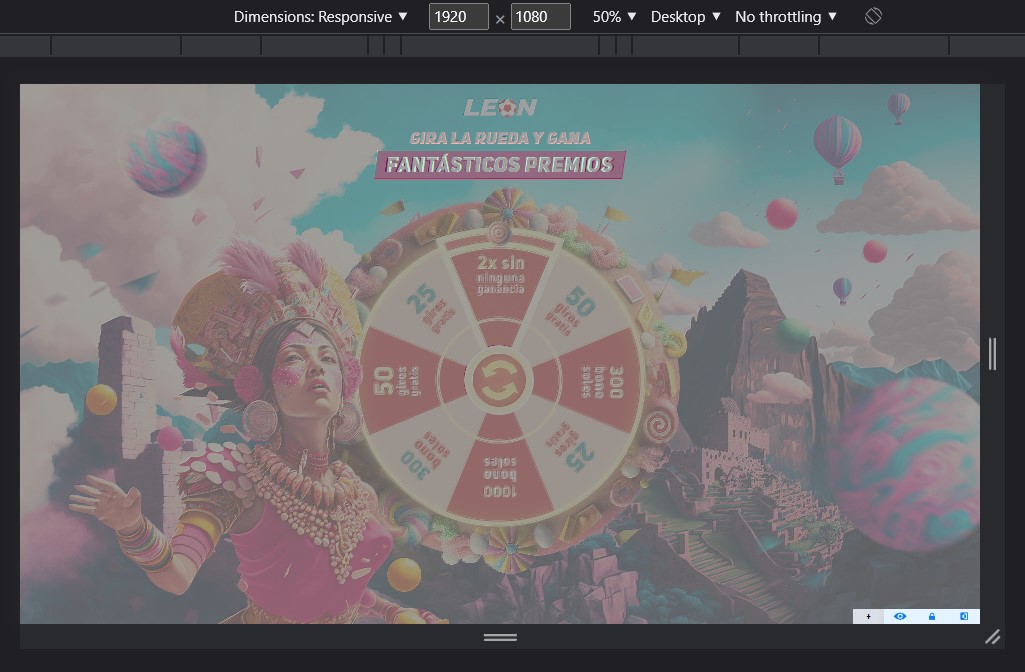 Dimensions: Responsive ▼ 1920 × 1080 50% ▼ Desktop ▼ No throttling ▼
LEON
GIRA LA RUEDA Y GANA
FANTÁSTICOS PREMIOS
2x sin
ninguna
ganancia
50
giros
gratis
300
bono
soles
25
giros
gratis
1000
bono
soles
300
bono
soles
50
giros
gratis
25
giros
gratis
+